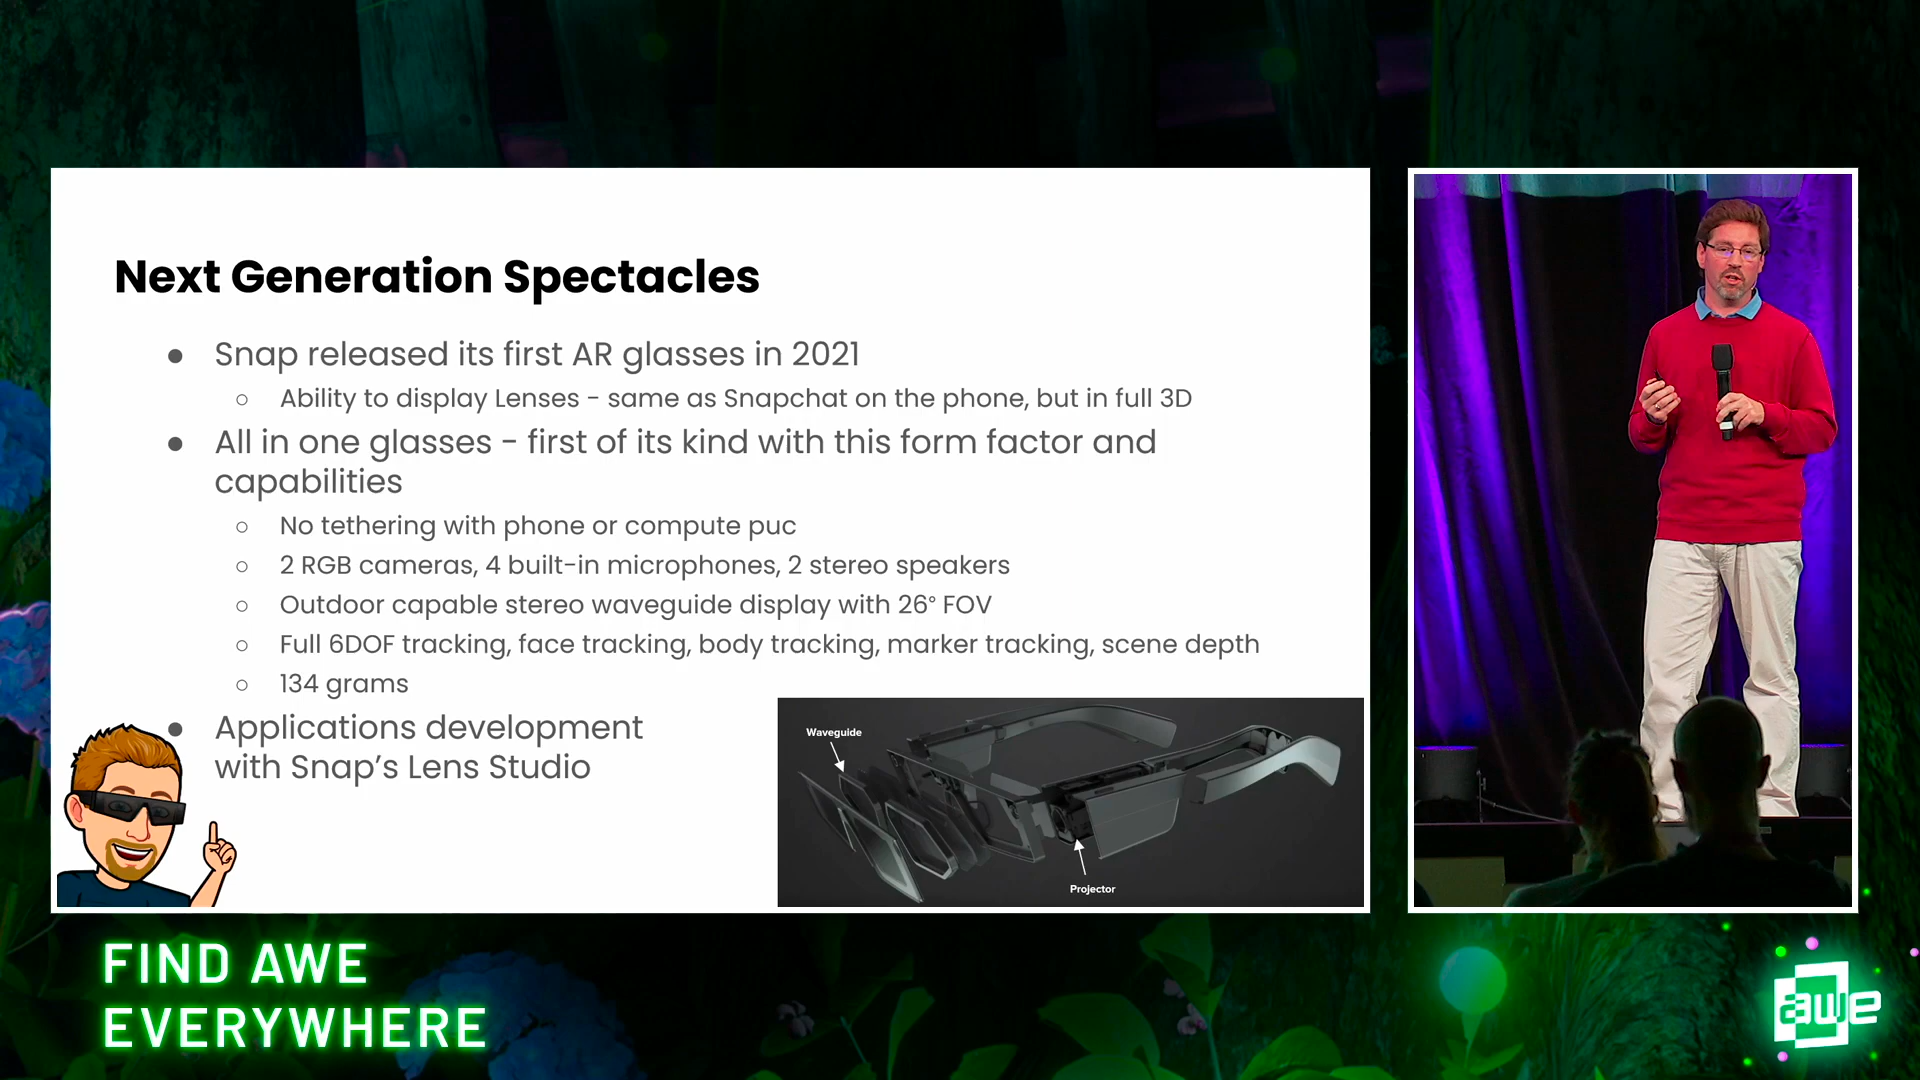 Next Generation Spectacles
● Snap released its first AR glasses in 2021
○ Ability to display Lenses - same as Snapchat on the phone, but in full 3D
● All in one glasses - first of its kind with this form factor and
capabilities
○ No tethering with phone or compute puc
○ 2 RGB cameras, 4 built-in microphones, 2 stereo speakers
○ Outdoor capable stereo waveguide display with 26° FOV
○ Full 6DOF tracking, face tracking, body tracking, marker tracking, scene depth
○ 134 grams
● Applications development
with Snap's Lens Studio
Waveguide
Projector
FIND AWE
EVERYWHERE
awe